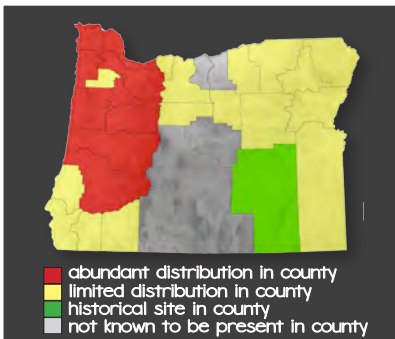 abundant distribution in county
limited distribution in county
historical site in county
not known to be present in county